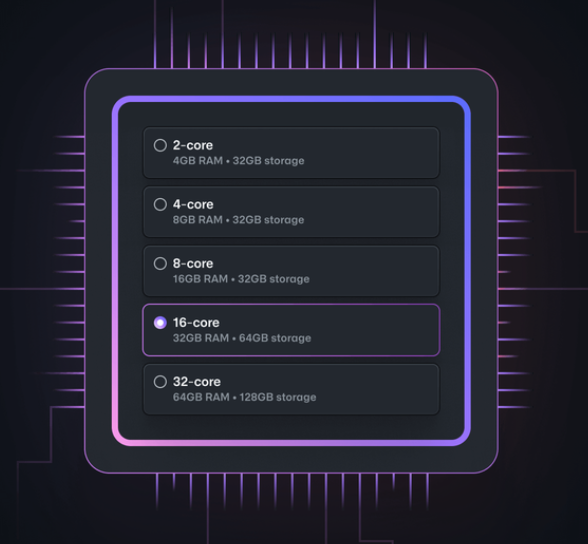 2-core
4GB RAM • 32GB storage
4-core
8GB RAM • 32GB storage
8-core
16GB RAM • 32GB storage
16-core
32GB RAM • 64GB storage
32-core
64GB RAM • 128GB storage